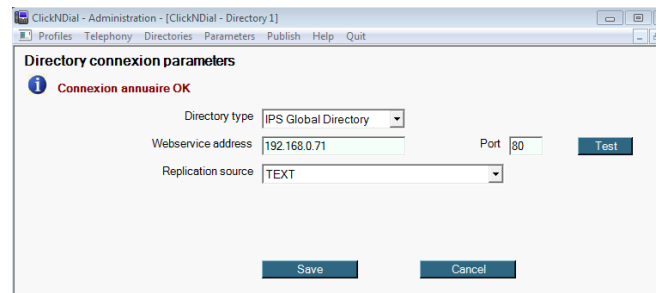 ClickNDial - Administration - [ClickNDial - Directory 1]
Profiles Telephony Directories Parameters Publish Help Quit
Directory connexion parameters
Connexion annuaire OK
Directory type IPS Global Directory
Webservice address 192.168.0.71 Port 80 Test
Replication source TEXT
Save Cancel